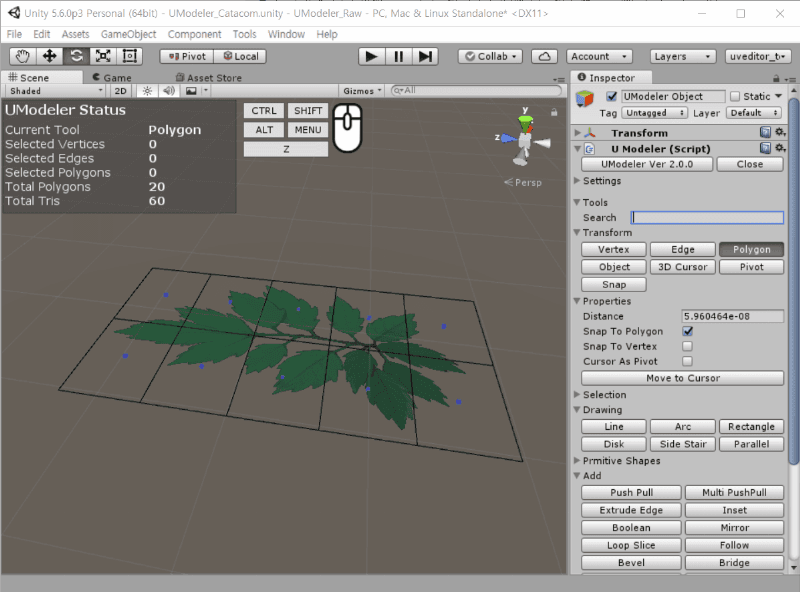 Unity 5.6.0p3 Personal (64bit) - UModeler_Catacom.unity - UModeler_Raw - PC, Mac & Linux Standalone* <DX11>
File Edit Assets GameObject Component Tools Window Help
Pivot Local Collab Account Layers uveditor_t
Scene Game Asset Store Inspector
Shaded 2D Gizmos All
UModeler Object Static
Tag Untagged Layer Default
UModeler Status
Current Tool Polygon
Selected Vertices 0
Selected Edges 0
Selected Polygons 0
Total Polygons 20
Total Tris 60
CTRL SHIFT
ALT MENU
Z
y
z
Persp
Transform
U Modeler (Script)
UModeler Ver 2.0.0 Close
Settings
Tools
Search
Transform
Vertex Edge Polygon
Object 3D Cursor Pivot
Snap
Properties
Distance 5.960464e-08
Snap To Polygon
Snap To Vertex
Cursor As Pivot
Move to Cursor
Selection
Drawing
Line Arc Rectangle
Disk Side Stair Parallel
Prmitive Shapes
Add
Push Pull Multi PushPull
Extrude Edge Inset
Boolean Mirror
Loop Slice Follow
Bevel Bridge